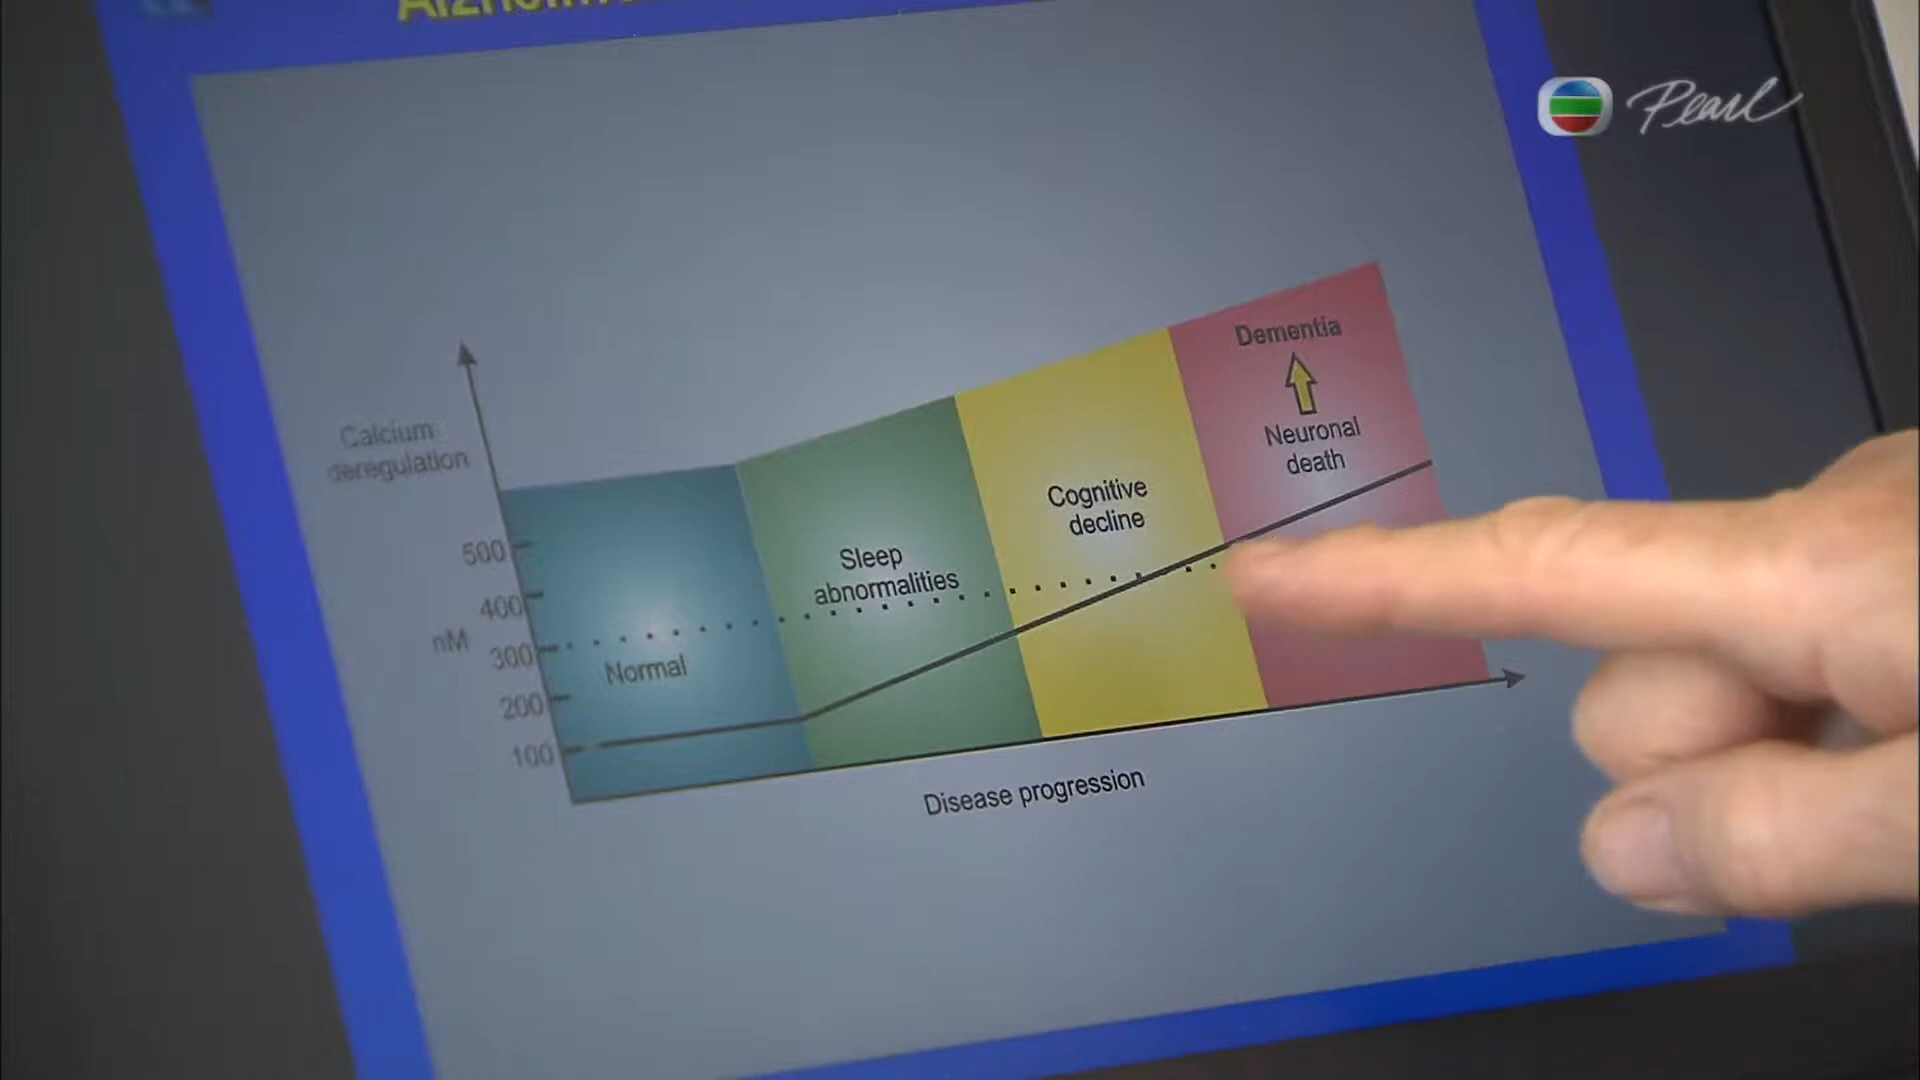 Pearl
Dementia
Neuronal
death
Calcium
deregulation
Cognitive
decline
Sleep
abnormalities
Normal
500
400
nM
300
200
100
Disease progression